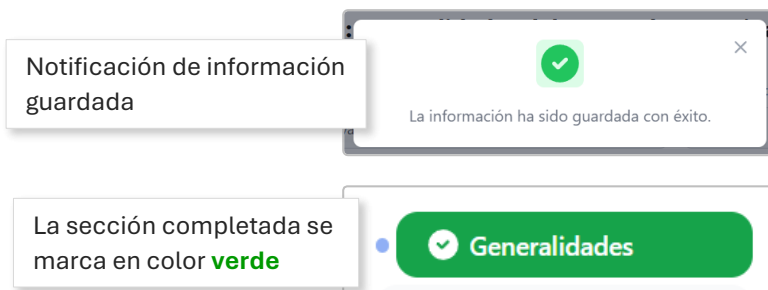 Notificación de información
guardada
La información ha sido guardada con éxito.
La sección completada se
marca en color verde
Generalidades